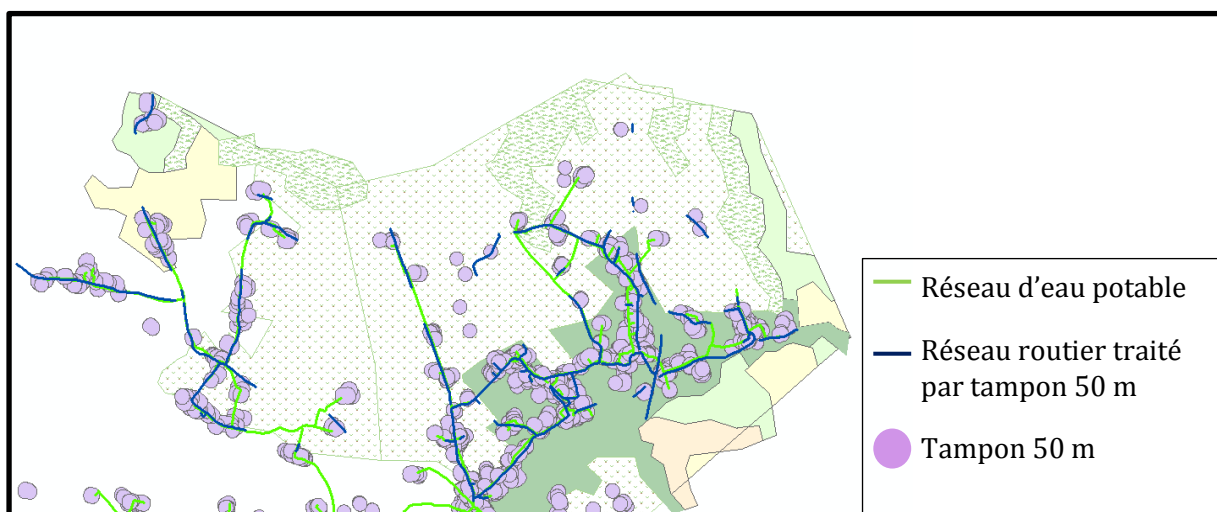 Réseau d’eau potable
Réseau routier traité
par tampon 50 m
Tampon 50 m